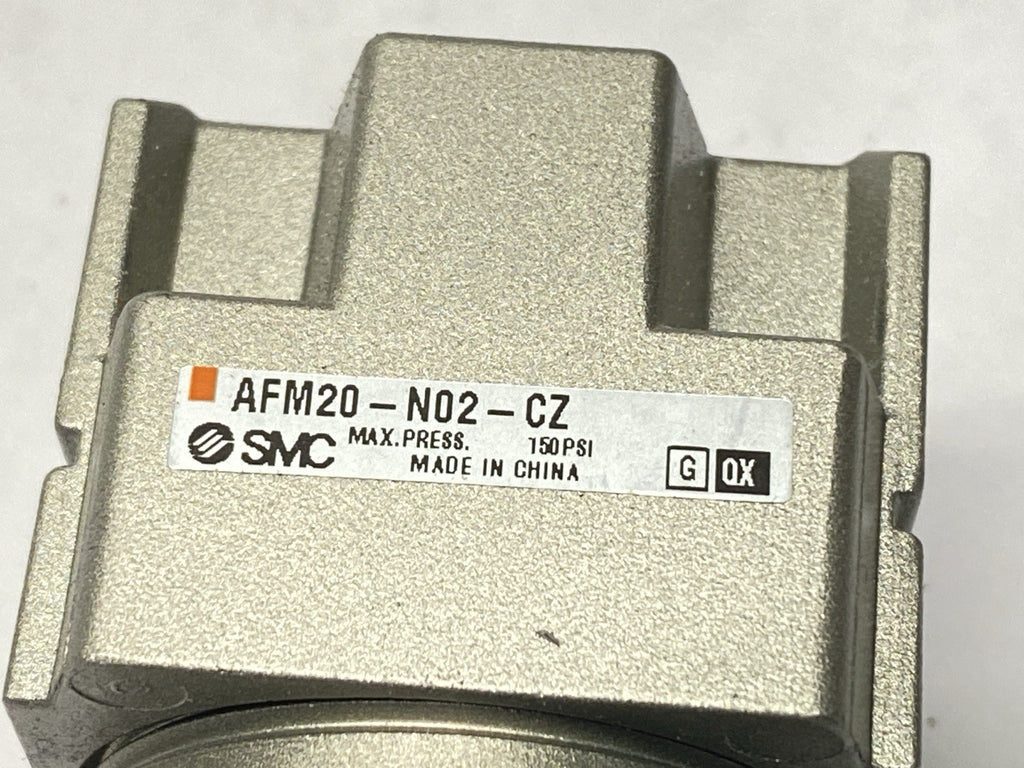 AFM20-N02-CZ
SMC MAX.PRESS. 150PSI
MADE IN CHINA G QX